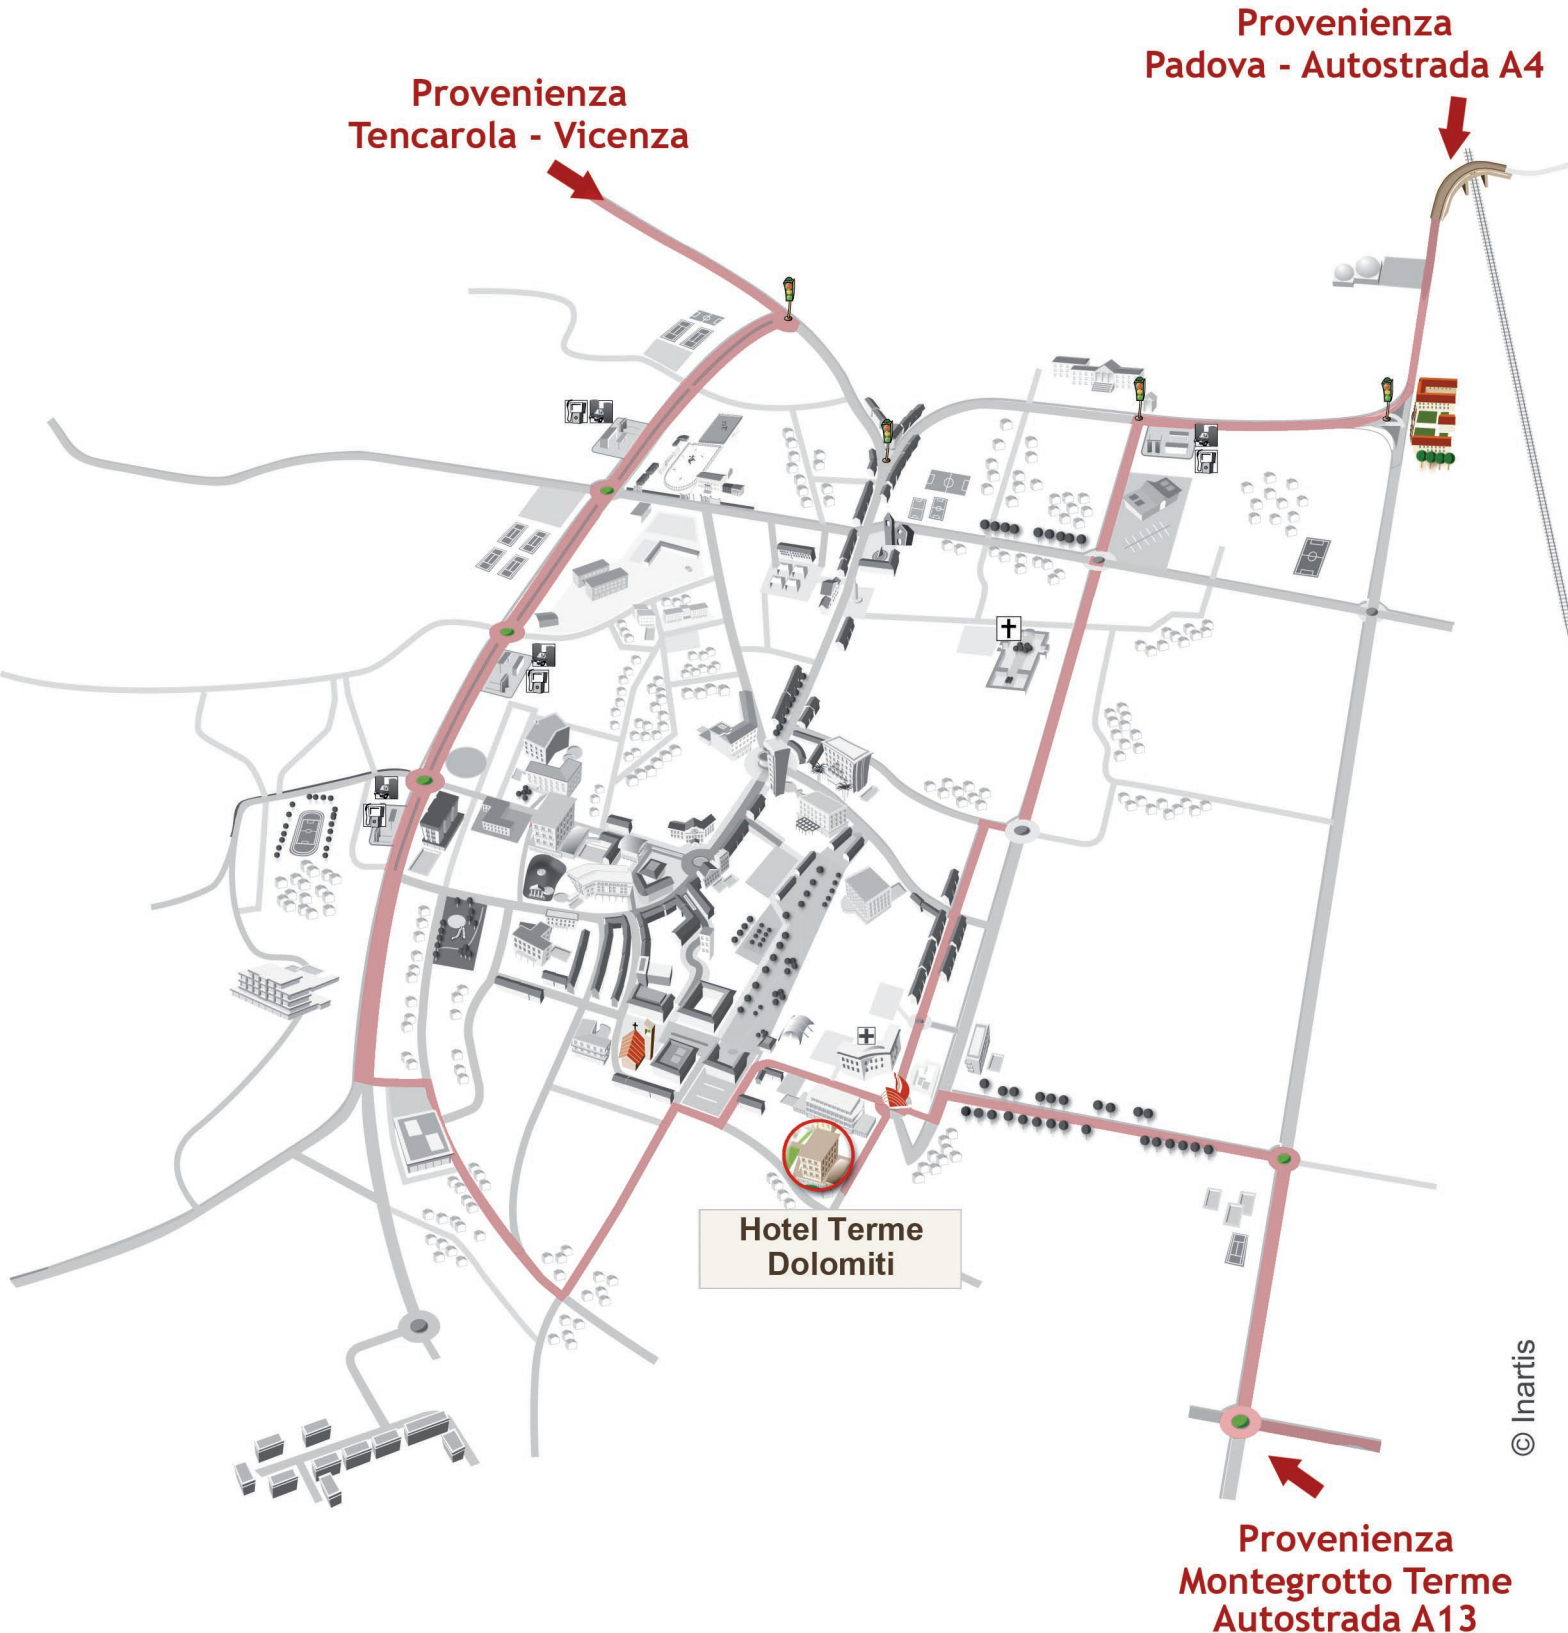 Provenienza
Padova - Autostrada A4
Provenienza
Tencarola - Vicenza
Hotel Terme
Dolomiti
© Inartis
Provenienza
Montegrotto Terme
Autostrada A13